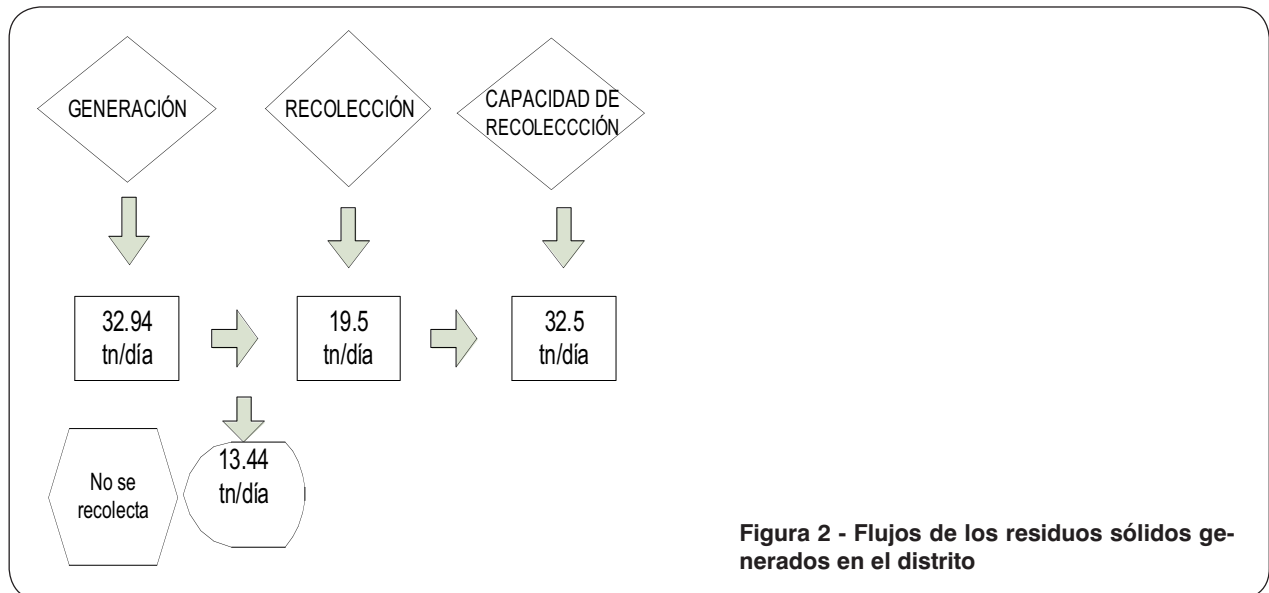 GENERACIÓN
RECOLECCIÓN
CAPACIDAD DE
RECOLECCCIÓN
32.94
tn/día
19.5
tn/día
32.5
tn/día
No se
recolecta
13.44
tn/día
Figura 2 - Flujos de los residuos sólidos ge-
nerados en el distrito